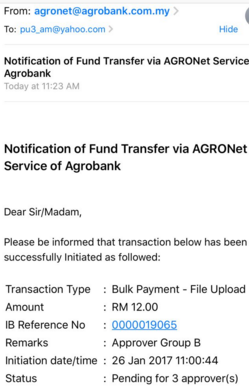 From: agronet@agrobank.com.my >
To: pu3_am@yahoo.com > Hide
Notification of Fund Transfer via AGRONet Service of
Agrobank
Today at 11:23 AM
Notification of Fund Transfer via AGRONet
Service of Agrobank
Dear Sir/Madam,
Please be informed that transaction below has been
successfully Initiated as followed:
Transaction Type : Bulk Payment - File Upload
Amount : RM 12.00
IB Reference No : 0000019065
Remarks : Approver Group B
Initiation date/time : 26 Jan 2017 11:00:44
Status : Pending for 3 approver(s)